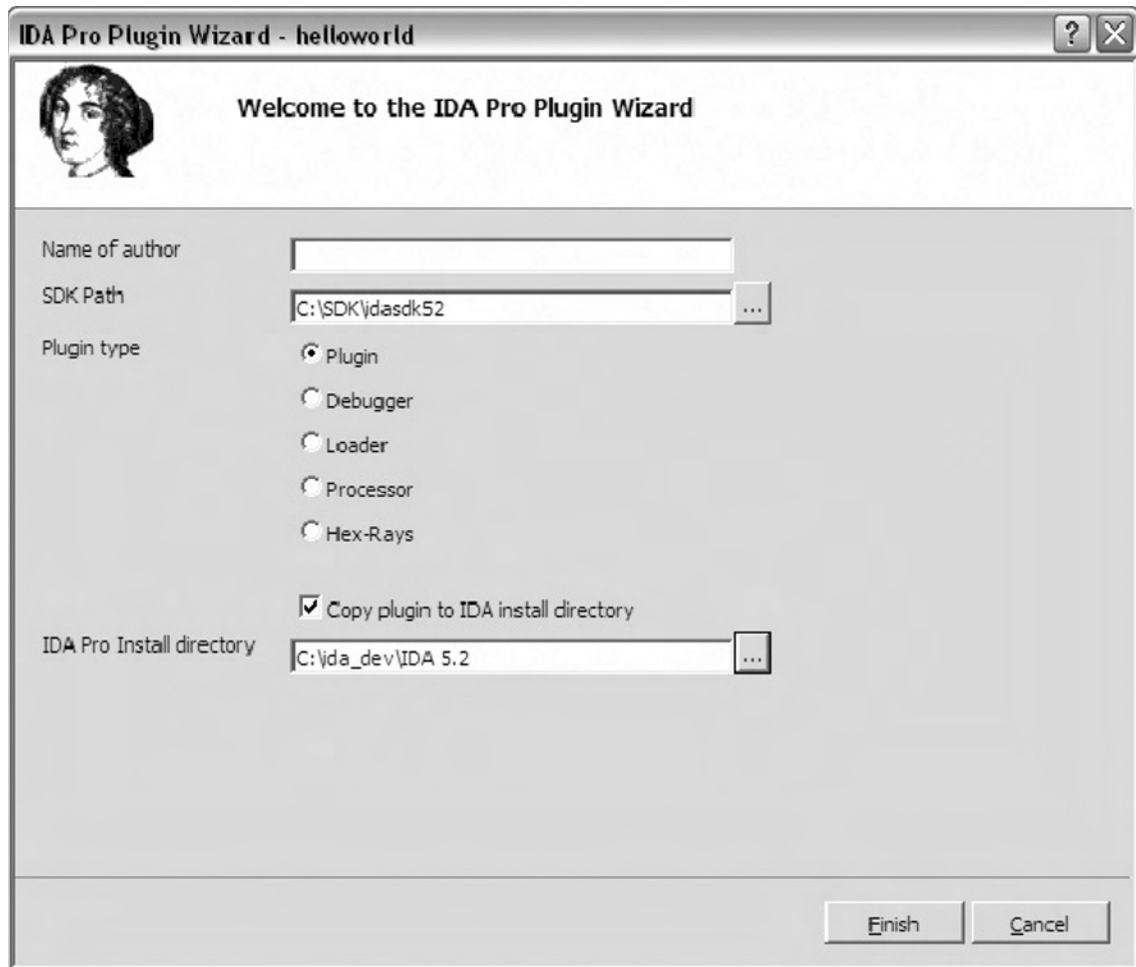 IDA Pro Plugin Wizard - helloworld
?
Welcome to the IDA Pro Plugin Wizard
Name of author
SDK Path
C:\SDK\idasdk52
...
Plugin type
Plugin
Debugger
Loader
Processor
Hex-Rays
Copy plugin to IDA install directory
IDA Pro Install directory
C:\ida_dev\IDA 5.2
...
Finish
Cancel